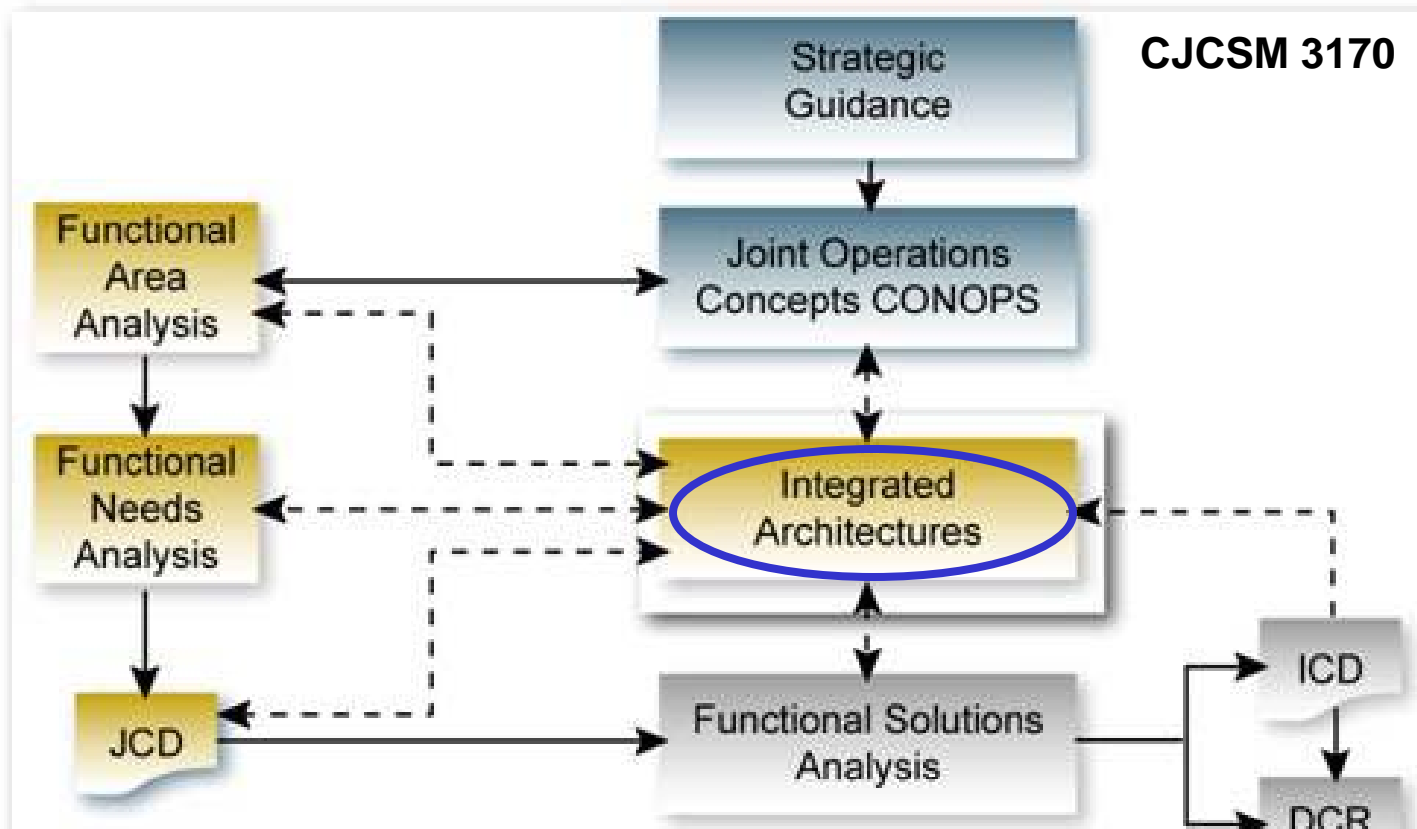 CJCSM 3170
Strategic
Guidance
Functional
Area
Analysis
Joint Operations
Concepts CONOPS
Functional
Needs
Analysis
Integrated
Architectures
JCD
Functional Solutions
Analysis
ICD
DCR